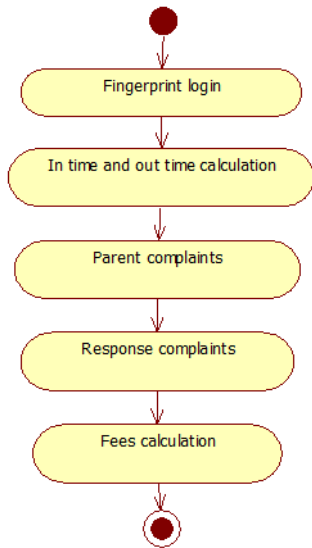 Fingerprint login
In time and out time calculation
Parent complaints
Response complaints
Fees calculation